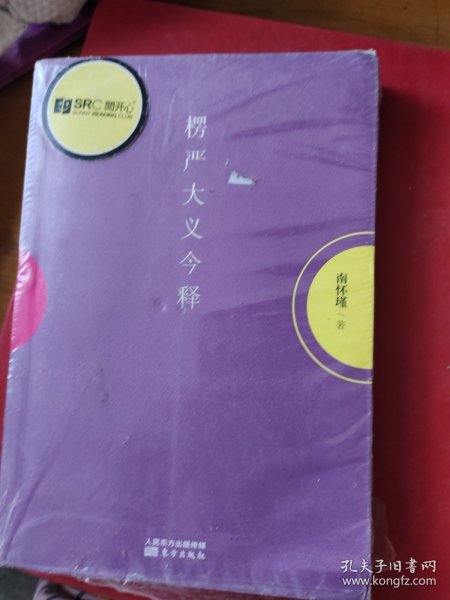 SRC 閱开心
SUNNY READING CLUB
楞严大义今释
南怀瑾 著
人民东方出版传媒
东方出版社
孔夫子旧书网
www.kongfz.com